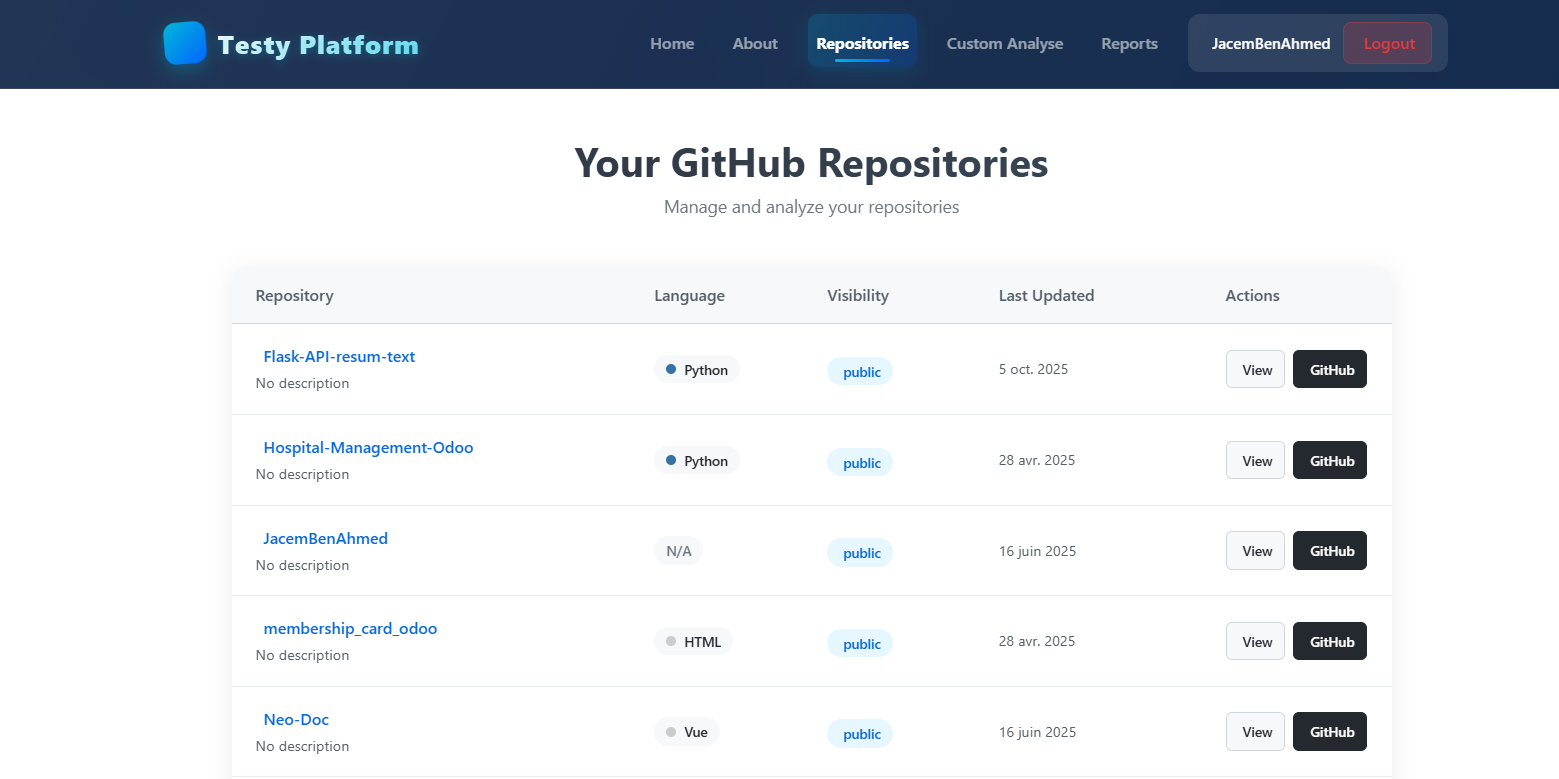 Testy Platform
Home About Repositories Custom Analyse Reports JacemBenAhmed Logout
Your GitHub Repositories
Manage and analyze your repositories
Repository Language Visibility Last Updated Actions
Flask-API-resum-text
No description
Python public 5 oct. 2025 View GitHub
Hospital-Management-Odoo
No description
Python public 28 avr. 2025 View GitHub
JacemBenAhmed
No description
N/A public 16 juin 2025 View GitHub
membership_card_odoo
No description
HTML public 28 avr. 2025 View GitHub
Neo-Doc
No description
Vue public 16 juin 2025 View GitHub